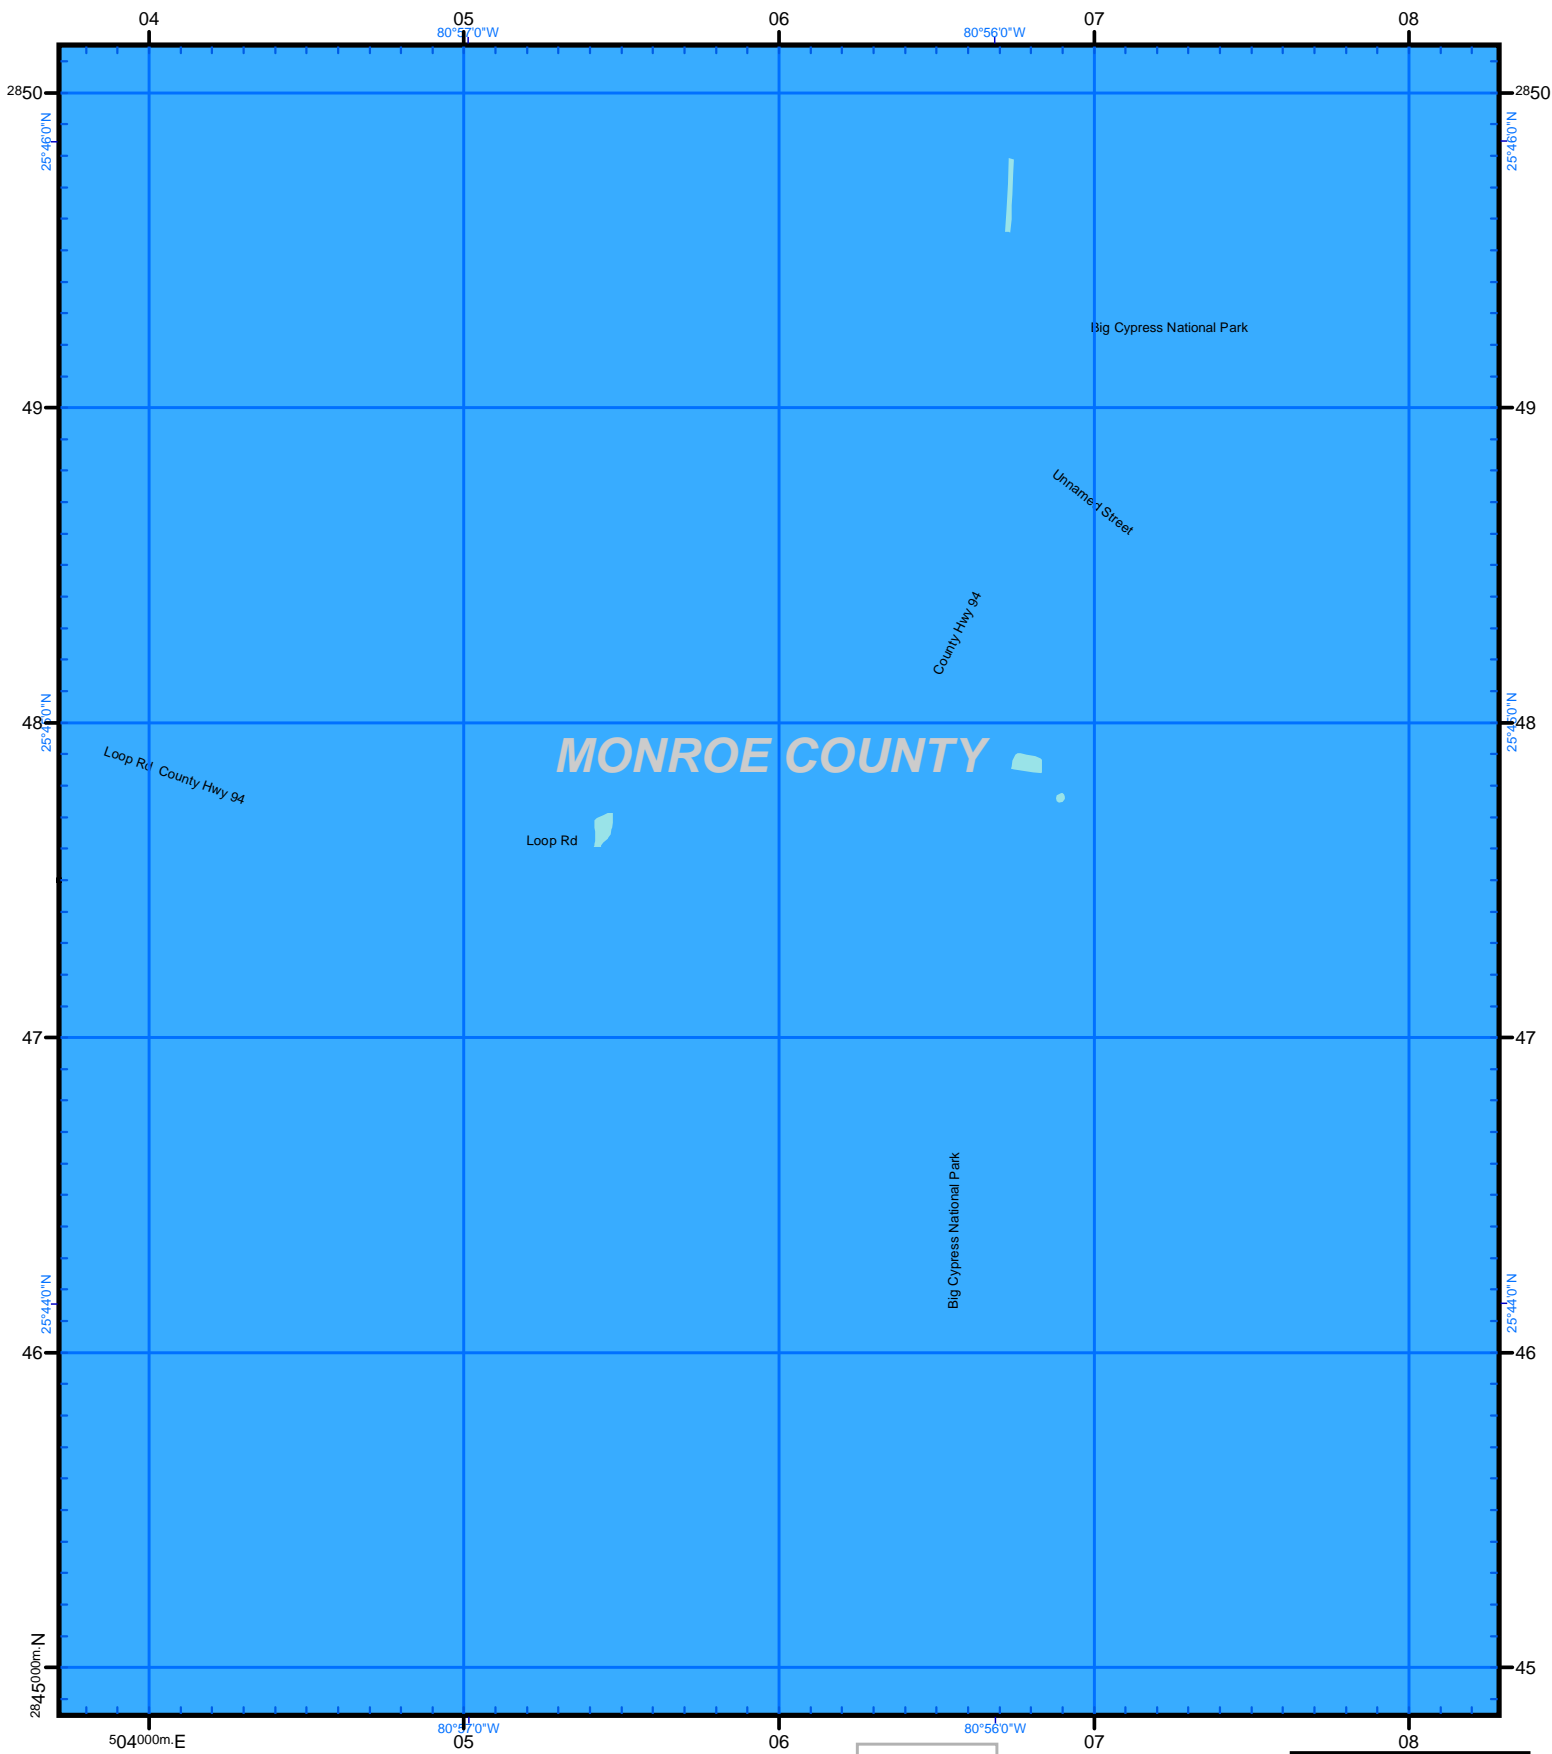 04 05 06 07 08
80°57'0"W 80°56'0"W
2850 2850
25°46'0"N 25°46'0"N
Big Cypress National Park
49 49
Unnamed Street
County Hwy 94
48 48
25°45'0"N 25°45'0"N
MONROE COUNTY
Loop Rd County Hwy 94
Loop Rd
47 47
Big Cypress National Park
25°44'0"N 25°44'0"N
46 46
2845000m.N 45
80°57'0"W 80°56'0"W
504000m.E 05 06 07 08